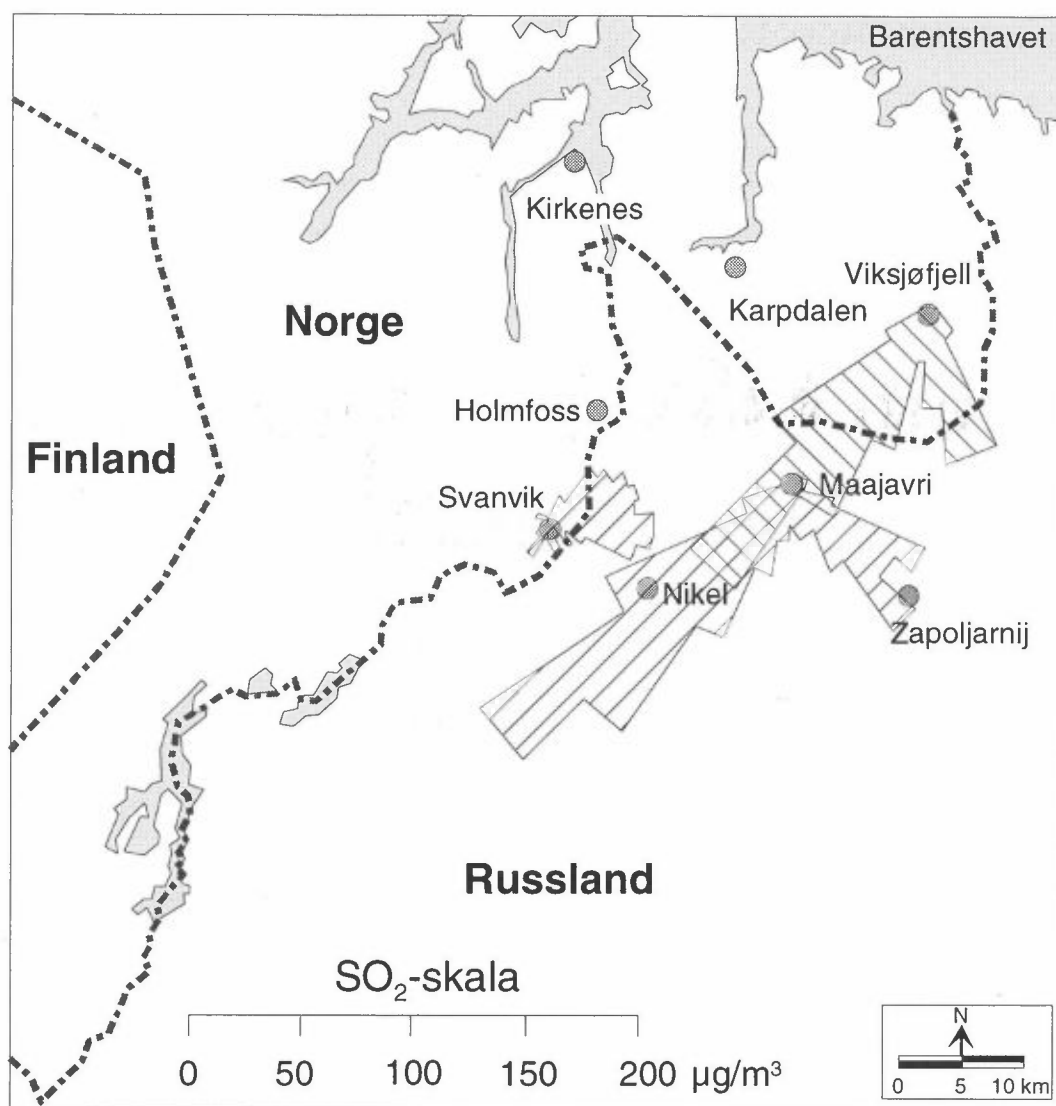 Barentshavet
Kirkenes
Viksjøfjell
Karpdalen
Norge
Holmfoss
Finland
Svanvik
Maajavri
Nikel
Zapoljarnij
Russland
SO₂-skala
0 50 100 150 200 µg/m³
N
0 5 10 km